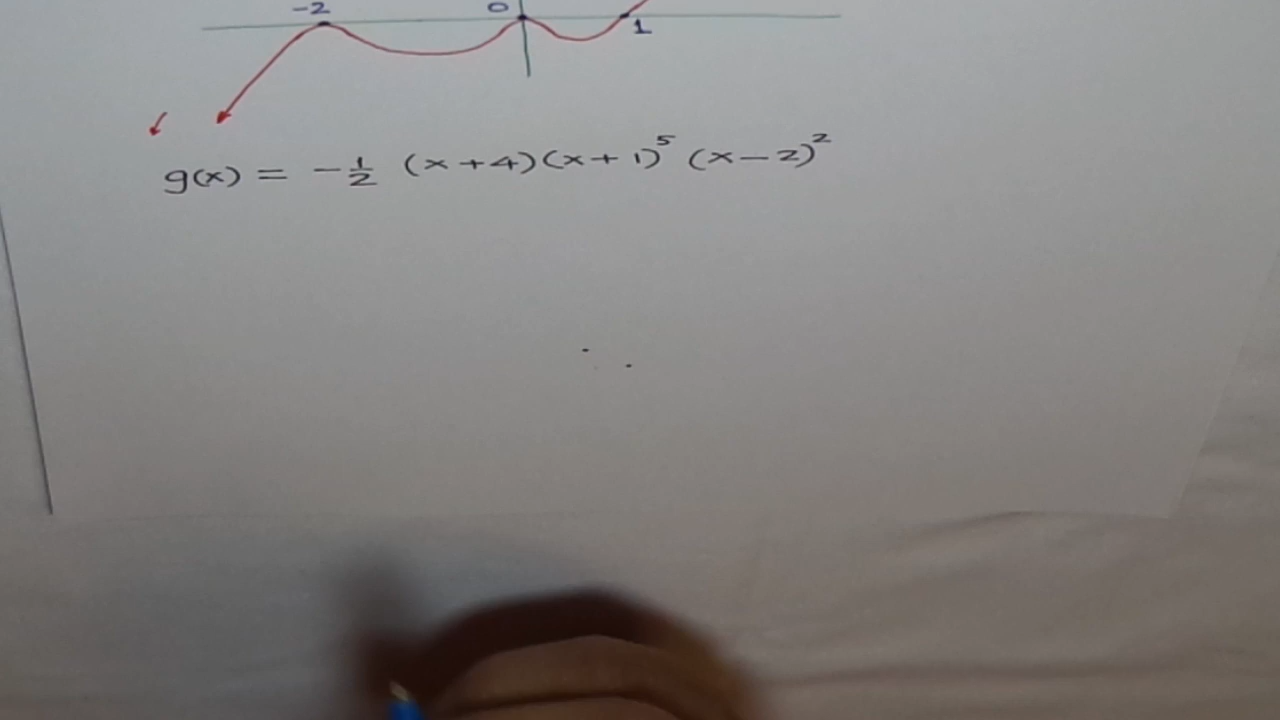 -2 0 1
g(x) = -1/2 (x+4)(x+1)^5 (x-2)^2